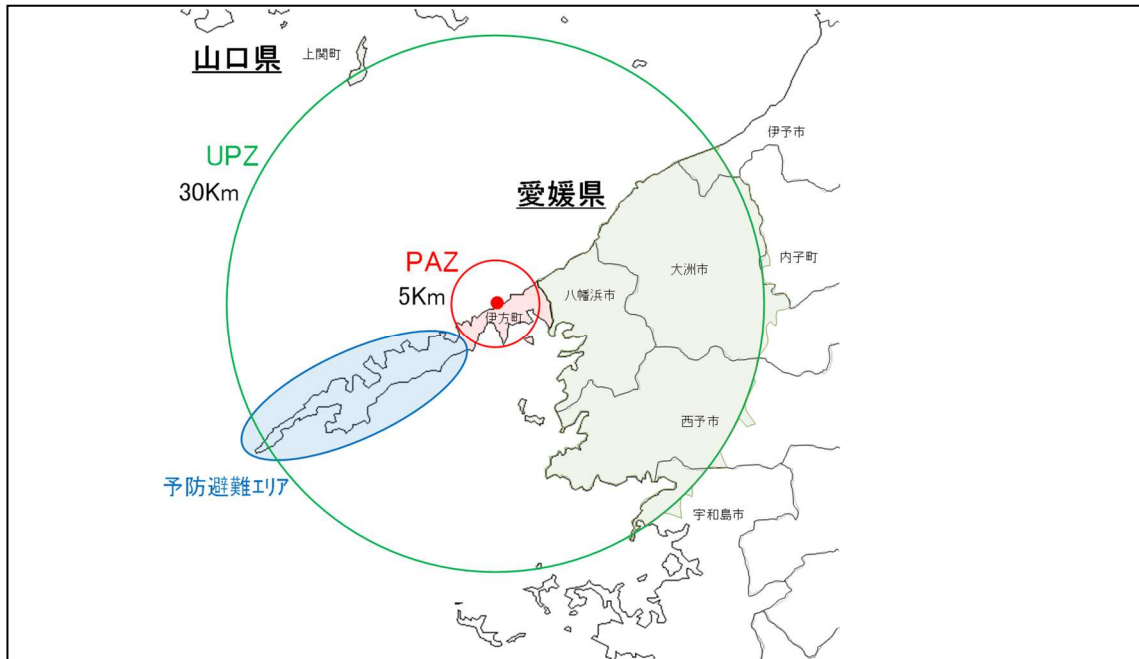 山口県
上関町
伊予市
UPZ
30Km
愛媛県
PAZ
5Km
内子町
大洲市
八幡浜市
伊方町
西予市
予防避難エリア
宇和島市